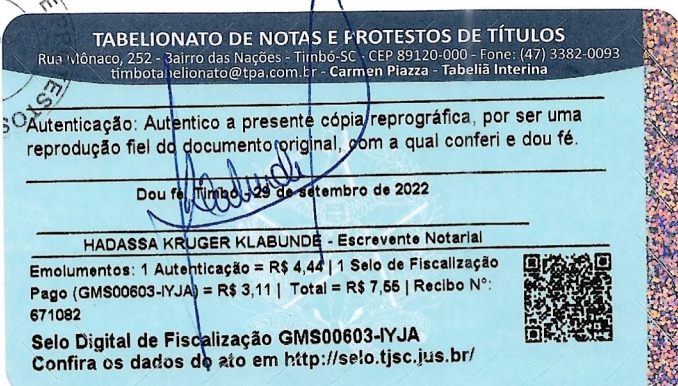 TABELIONATO DE NOTAS E PROTESTOS DE TÍTULOS
Rua Mônaco, 252 - Bairro das Nações - Timbó-SC - CEP 89120-000 - Fone: (47) 3382-0093
timbotabelionato@tpa.com.br - Carmen Piazza - Tabeliã Interina
Autenticação: Autentico a presente cópia reprográfica, por ser uma
reprodução fiel do documento original, com a qual conferi e dou fé.
Dou fé, Timbó - 29 de setembro de 2022
HADASSA KRUGER KLABUNDE - Escrevente Notarial
Emolumentos: 1 Autenticação = R$ 4,44 | 1 Selo de Fiscalização
Pago (GMS00603-IYJA) = R$ 3,11 | Total = R$ 7,55 | Recibo Nº:
671082
Selo Digital de Fiscalização GMS00603-IYJA
Confira os dados do ato em http://selo.tjsc.jus.br/